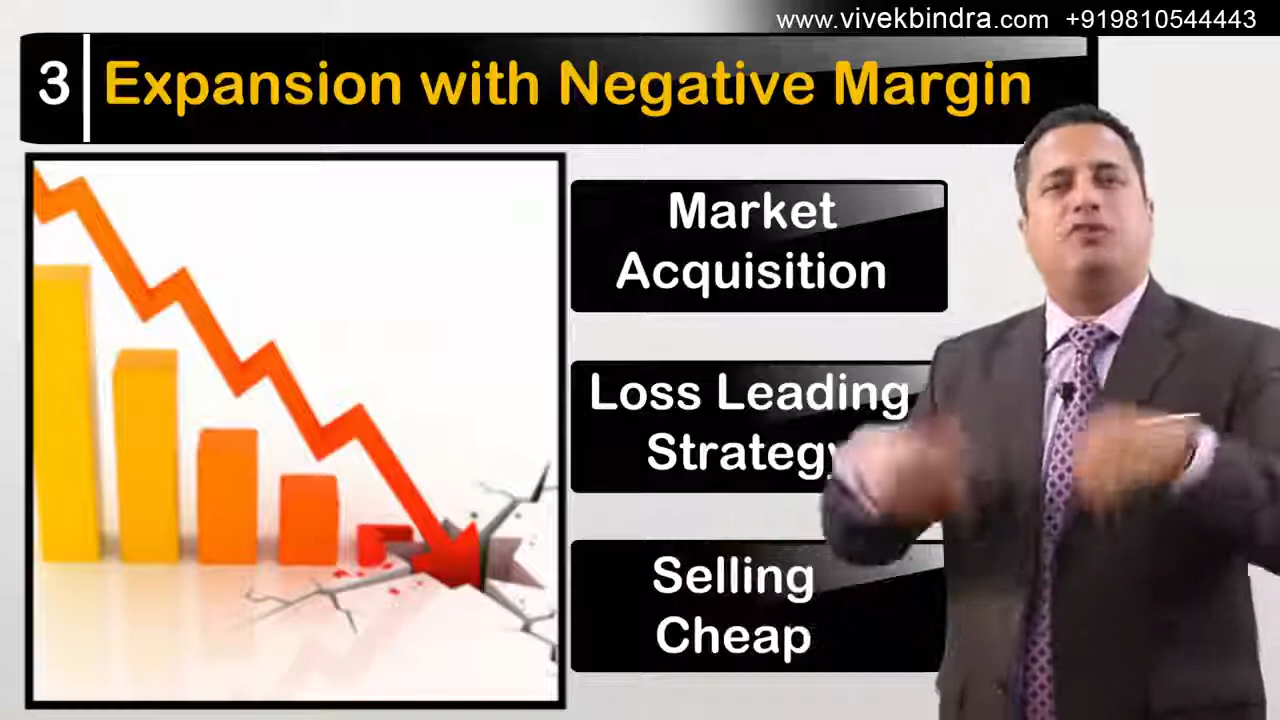 www.vivekbindra.com +919810544443
3 Expansion with Negative Margin
Market
Acquisition
Loss Leading
Strategy
Selling
Cheap